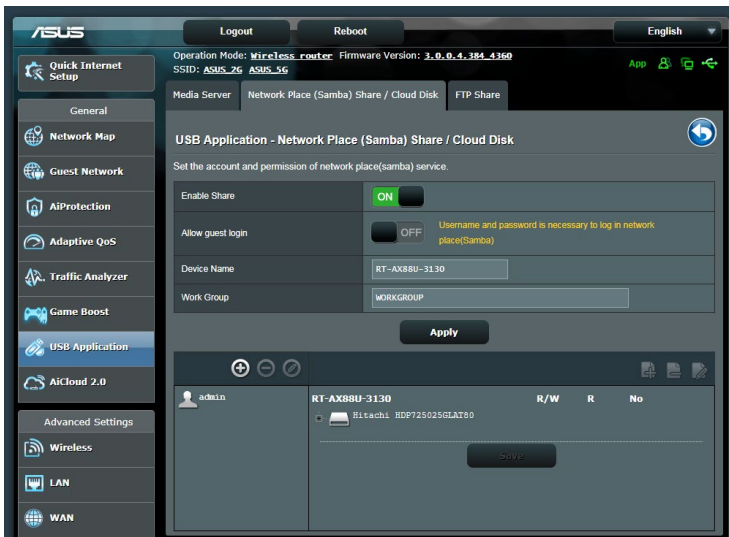 ASUS
Logout
Reboot
English
Quick Internet
Setup
Operation Mode: Wireless router Firmware Version: 3.0.0.4.384_4360
SSID: ASUS_2G ASUS_5G
App
Media Server
Network Place (Samba) Share / Cloud Disk
FTP Share
General
Network Map
Guest Network
AiProtection
Adaptive QoS
Traffic Analyzer
Game Boost
USB Application
AiCloud 2.0
Advanced Settings
Wireless
LAN
WAN
USB Application - Network Place (Samba) Share / Cloud Disk
Set the account and permission of network place(samba) service.
Enable Share
ON
Allow guest login
OFF
Username and password is necessary to log in network
place(Samba)
Device Name
RT-AX88U-3130
Work Group
WORKGROUP
Apply
admin
RT-AX88U-3130
R/W
R
No
Hitachi HDP725025GLAT80
Save